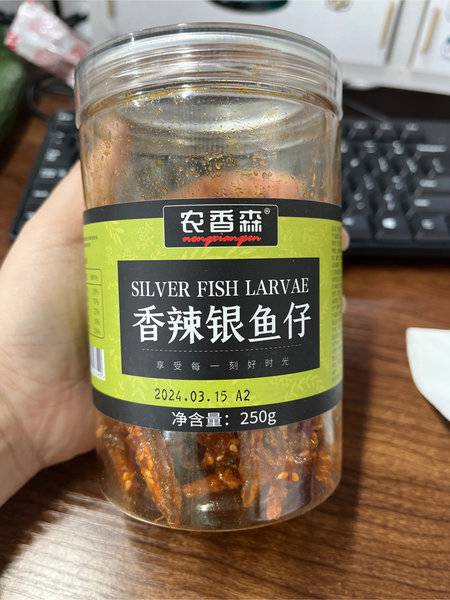 农香森®
nongxiangsen
SILVER FISH LARVAE
香辣银鱼仔
享受每一刻好时光
2024.03.15 A2
净含量：250g